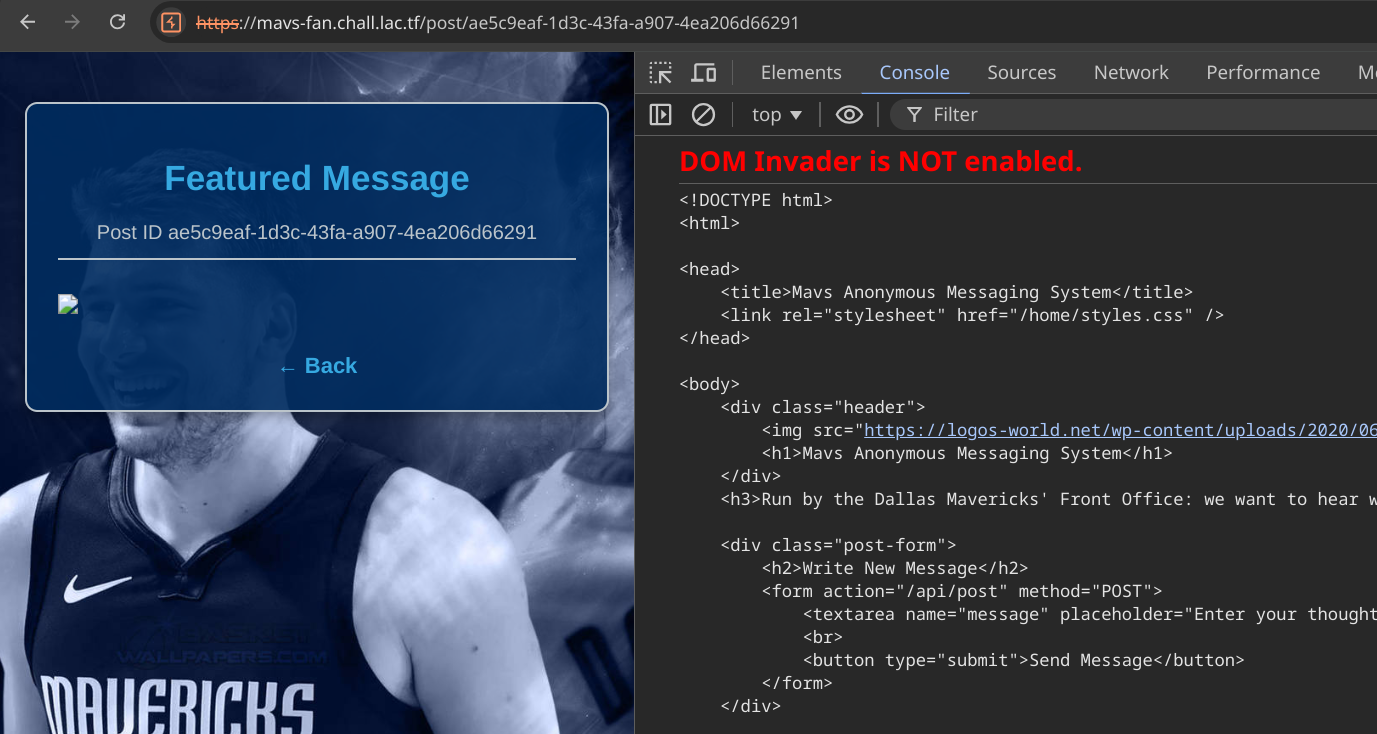 https://mavs-fan.chall.lac.tf/post/ae5c9eaf-1d3c-43fa-a907-4ea206d66291
Featured Message
Post ID ae5c9eaf-1d3c-43fa-a907-4ea206d66291
← Back
WALLPAPERS.COM
MAVERICKS
Elements Console Sources Network Performance
top Filter
DOM Invader is NOT enabled.
<!DOCTYPE html>
<html>
<head>
<title>Mavs Anonymous Messaging System</title>
<link rel="stylesheet" href="/home/styles.css" />
</head>
<body>
<div class="header">
<img src="https://logos-world.net/wp-content/uploads/2020/06
<h1>Mavs Anonymous Messaging System</h1>
</div>
<h3>Run by the Dallas Mavericks' Front Office: we want to hear w
<div class="post-form">
<h2>Write New Message</h2>
<form action="/api/post" method="POST">
<textarea name="message" placeholder="Enter your thought
<br>
<button type="submit">Send Message</button>
</form>
</div>